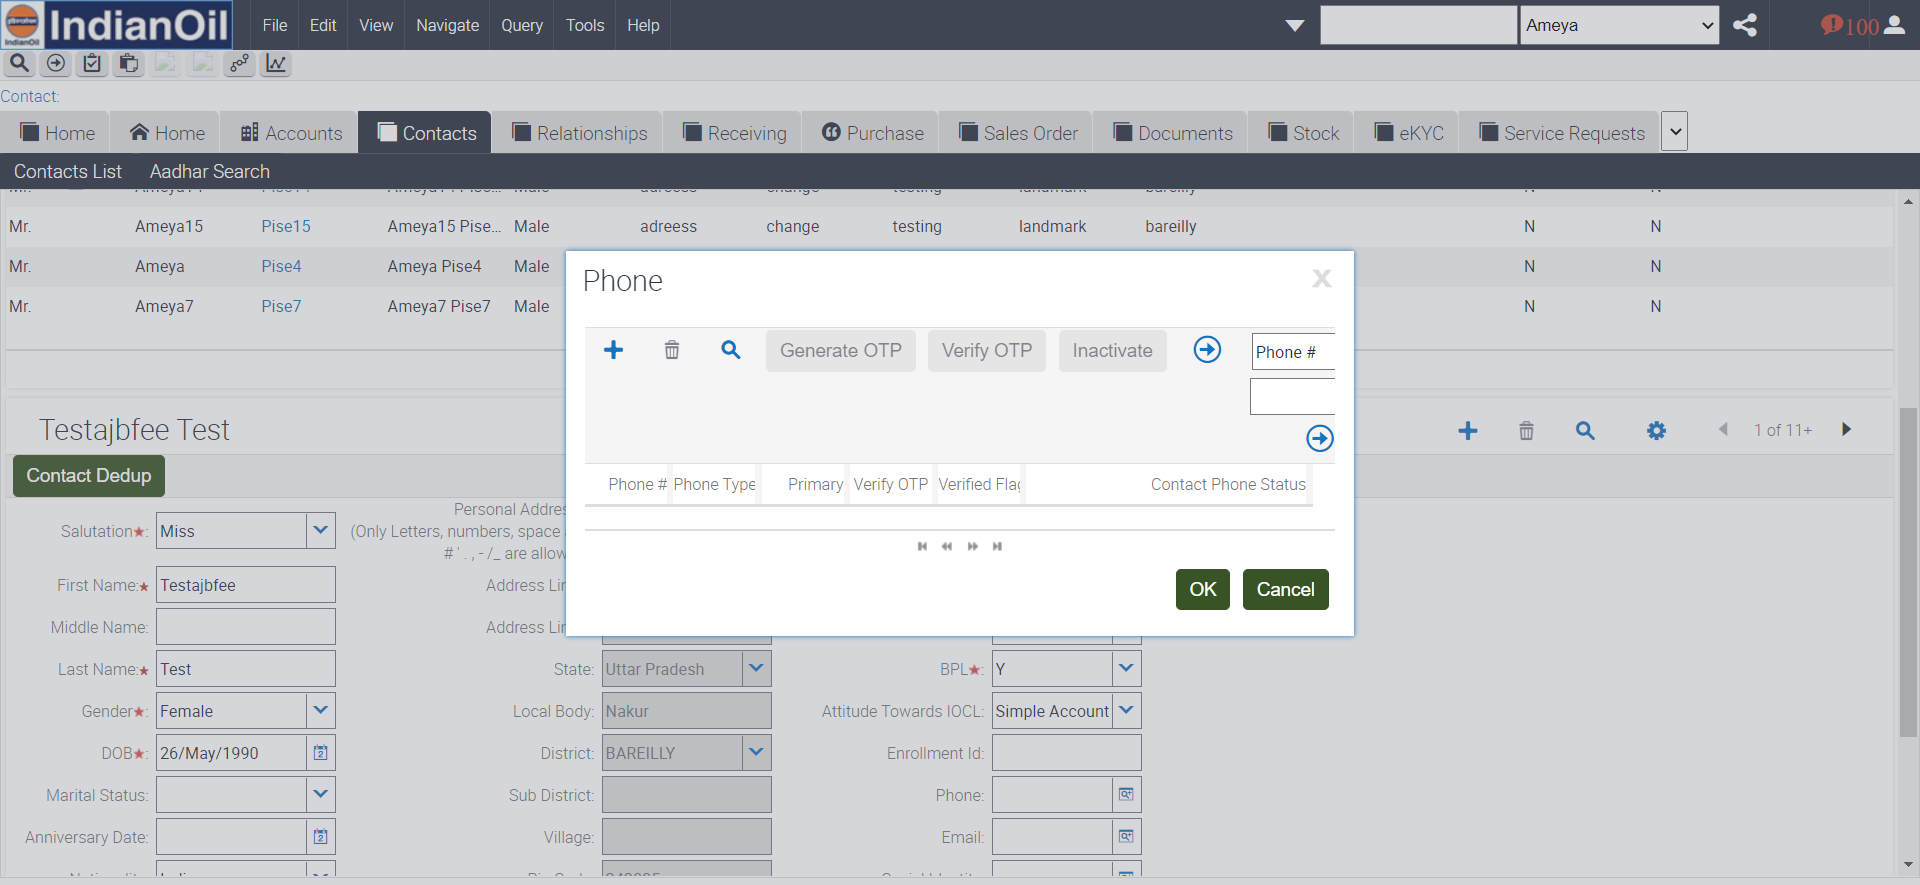 IndianOil File Edit View Navigate Query Tools Help Ameya 100
Contact:
Home Home Accounts Contacts Relationships Receiving Purchase Sales Order Documents Stock eKYC Service Requests
Contacts List Aadhar Search
Mr. Ameya15 Pise15 Ameya15 Pise... Male adreess change testing landmark bareilly N N
Mr. Ameya Pise4 Ameya Pise4 Male N N
Mr. Ameya7 Pise7 Ameya7 Pise7 Male N N
Phone X
Generate OTP Verify OTP Inactivate Phone #
Phone # Phone Type Primary Verify OTP Verified Flag Contact Phone Status
OK Cancel
Testajbfee Test 1 of 11+
Contact Dedup
Personal Addres
Salutation★: Miss (Only Letters, numbers, space
# ' . , - /_ are allow
First Name:★ Testajbfee Address Lin
Middle Name: Address Lin
Last Name:★ Test State: Uttar Pradesh BPL★: Y
Gender★: Female Local Body: Nakur Attitude Towards IOCL: Simple Account
DOB★: 26/May/1990 District: BAREILLY Enrollment Id:
Marital Status: Sub District: Phone:
Anniversary Date: Village: Email: